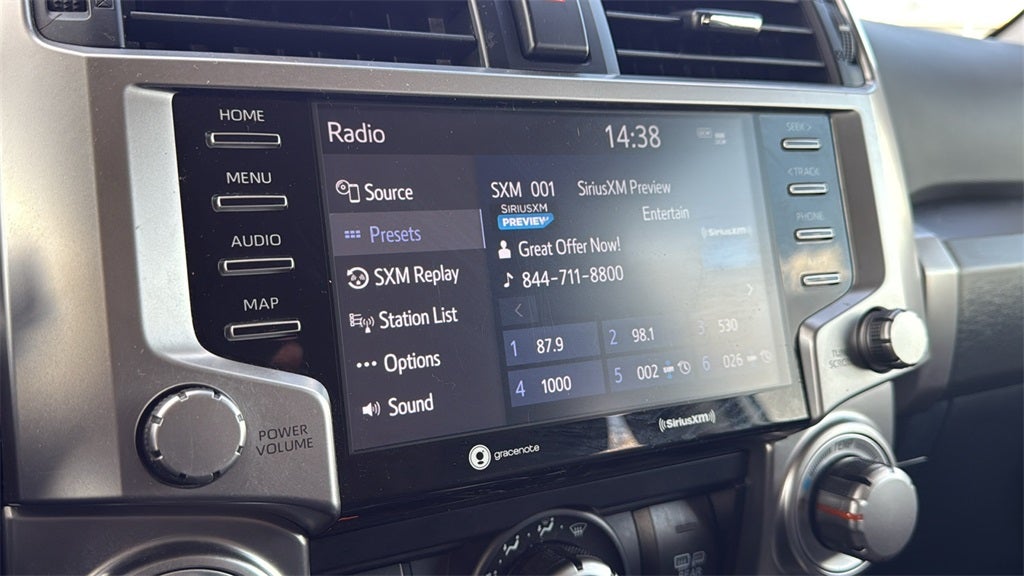 HOME
MENU
AUDIO
MAP
POWER
VOLUME
Radio
14:38
Source
Presets
SXM Replay
Station List
Options
Sound
SXM 001 SiriusXM Preview
SIRIUSXM
PREVIEW
Entertain
SiriusXM
Great Offer Now!
844-711-8800
1 87.9
2 98.1
3 530
4 1000
5 002
6 026
gracenote
SiriusXM
SEEK >
< TRACK
PHONE